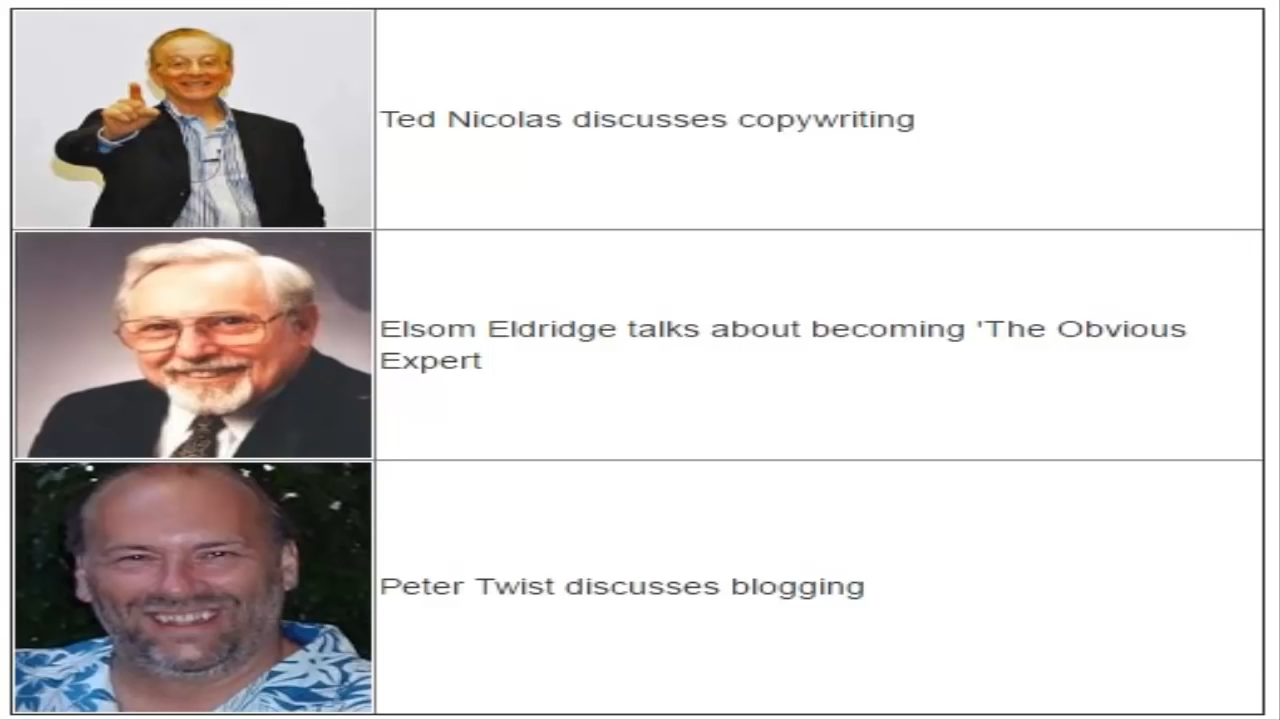 Ted Nicolas discusses copywriting
Elsom Eldridge talks about becoming 'The Obvious
Expert
Peter Twist discusses blogging